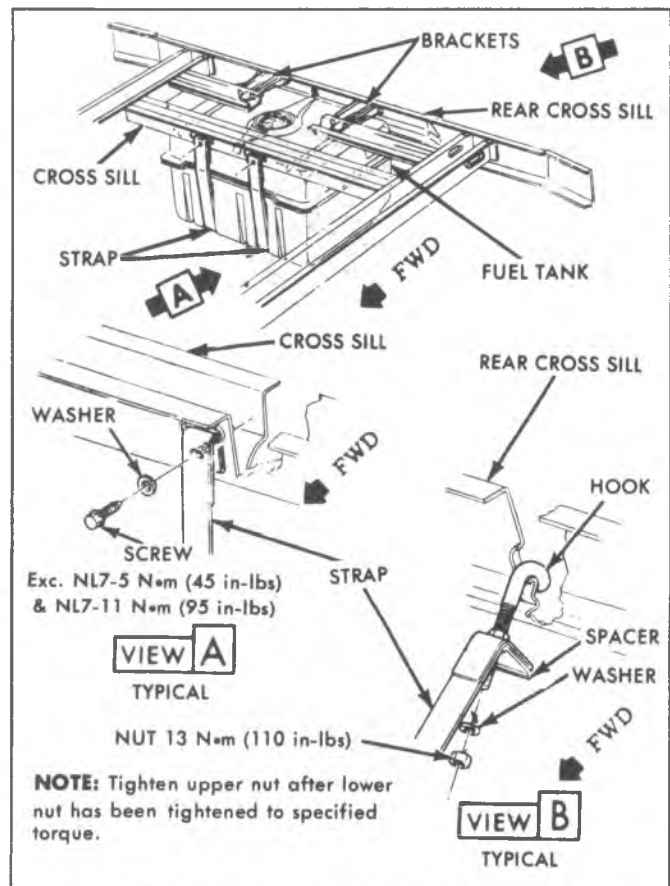 BRACKETS
B
REAR CROSS SILL
CROSS SILL
STRAP
A
FWD
FUEL TANK
CROSS SILL
REAR CROSS SILL
WASHER
FWD
HOOK
SCREW
Exc. NL7-5 N•m (45 in-lbs)
& NL7-11 N•m (95 in-lbs)
STRAP
VIEW A
TYPICAL
SPACER
WASHER
NUT 13 N•m (110 in-lbs)
FWD
NOTE: Tighten upper nut after lower
nut has been tightened to specified
torque.
VIEW B
TYPICAL